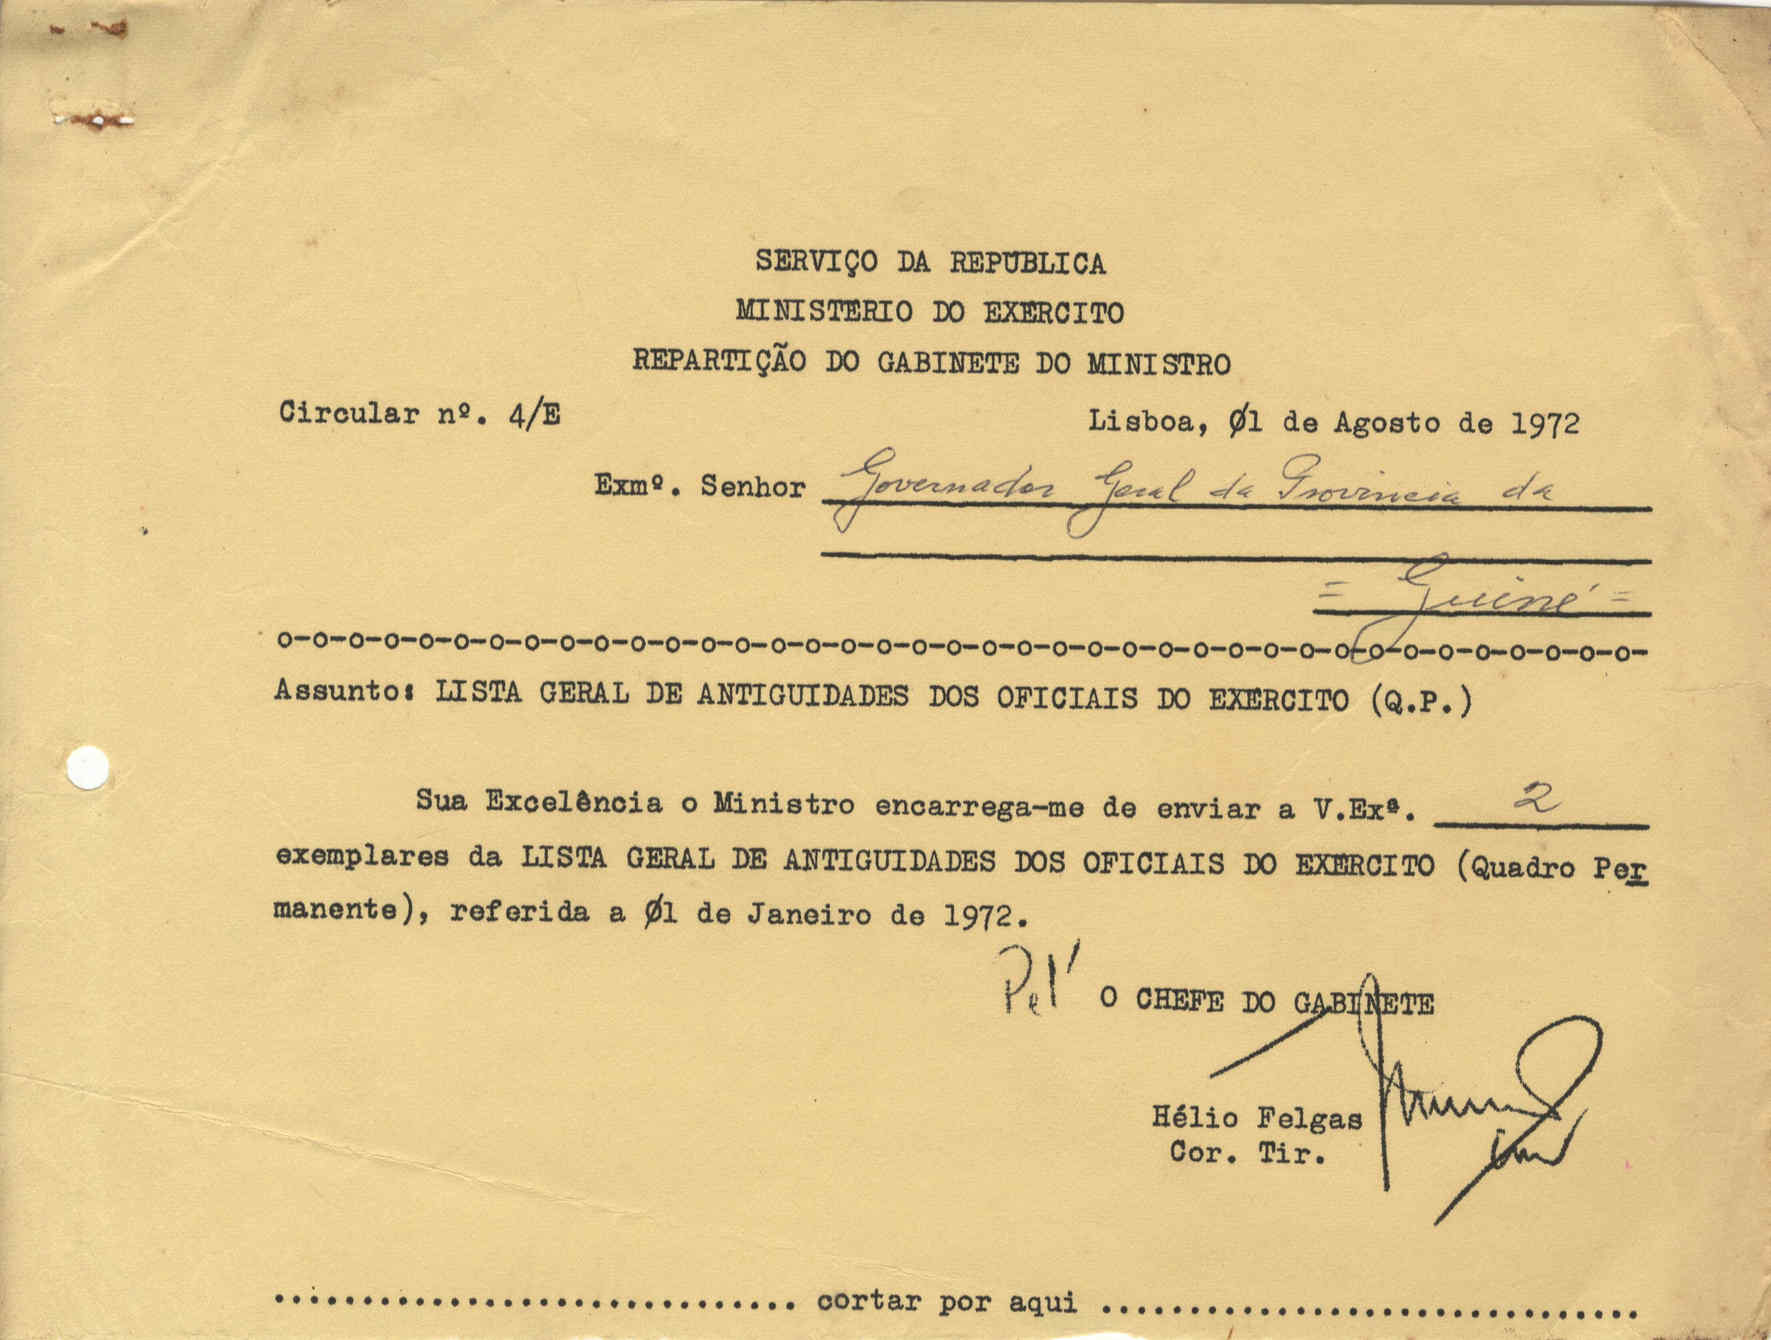 SERVIÇO DA REPUBLICA
MINISTERIO DO EXERCITO
REPARTIÇÃO DO GABINETE DO MINISTRO
Circular nº. 4/E
Lisboa, Ø1 de Agosto de 1972
Exmº. Senhor Governador Geral da Provincia da
= Guiné =
o-o-o-o-o-o-o-o-o-o-o-o-o-o-o-o-o-o-o-o-o-o-o-o-o-o-o-o-o-o-o-o-o-o-o-o-o-o-o-
Assunto: LISTA GERAL DE ANTIGUIDADES DOS OFICIAIS DO EXERCITO (Q.P.)
Sua Excelência o Ministro encarrega-me de enviar a V.Exª. 2
exemplares da LISTA GERAL DE ANTIGUIDADES DOS OFICIAIS DO EXERCITO (Quadro Per
manente), referida a Ø1 de Janeiro de 1972.
Pel' O CHEFE DO GABINETE
Hélio Felgas
Cor. Tir.
.............................. cortar por aqui ...............................